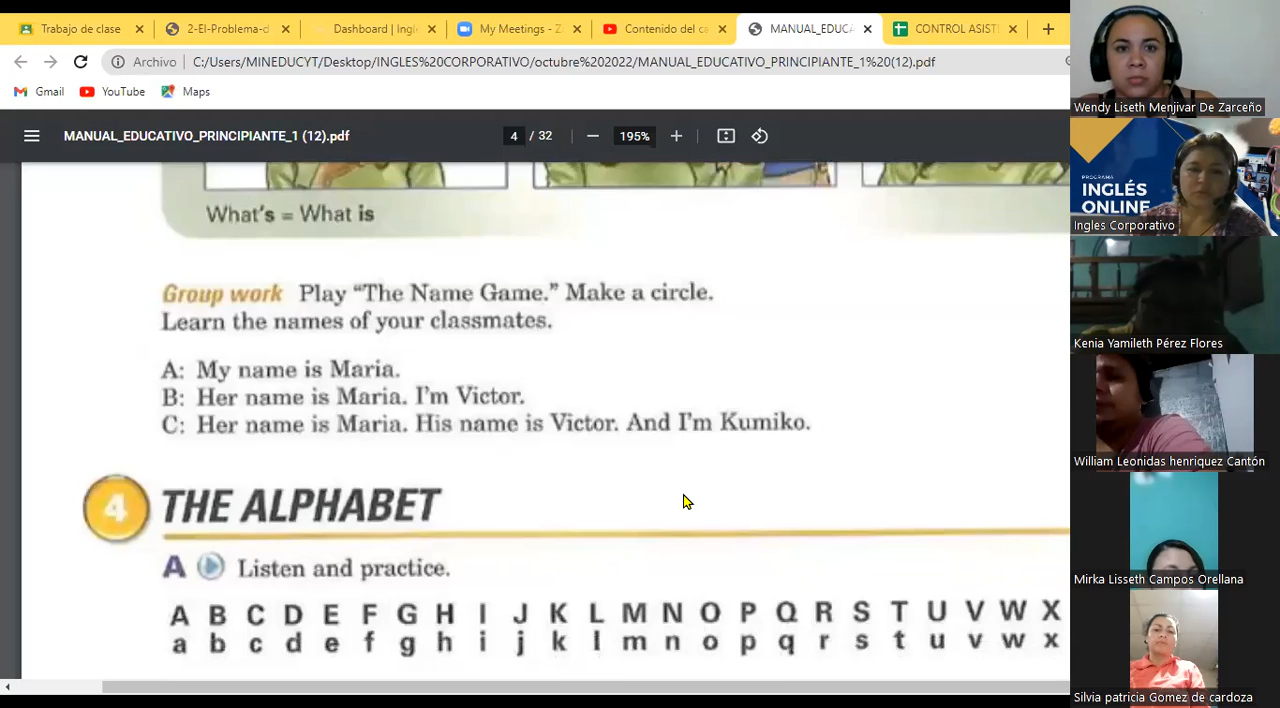 Trabajo de clase
2-El-Problema-d
Dashboard | Ingl
My Meetings - Z
Contenido del ca
MANUAL_EDUCA
CONTROL ASIST
Archivo C:/Users/MINEDUCYT/Desktop/INGLES%20CORPORATIVO/octubre%202022/MANUAL_EDUCATIVO_PRINCIPIANTE_1%20(12).pdf
Gmail YouTube Maps
MANUAL_EDUCATIVO_PRINCIPIANTE_1 (12).pdf 4 / 32 195%
What's = What is
Group work Play “The Name Game.” Make a circle.
Learn the names of your classmates.
A: My name is Maria.
B: Her name is Maria. I'm Victor.
C: Her name is Maria. His name is Victor. And I'm Kumiko.
4 THE ALPHABET
A Listen and practice.
A B C D E F G H I J K L M N O P Q R S T U V W X
a b c d e f g h i j k l m n o p q r s t u v w x
Wendy Liseth Menjivar De Zarceño
PROGRAMA
INGLÉS
ONLINE
Ingles Corporativo
Kenia Yamileth Pérez Flores
William Leonidas henriquez Cantón
Mirka Lisseth Campos Orellana
Silvia patricia Gomez de cardoza